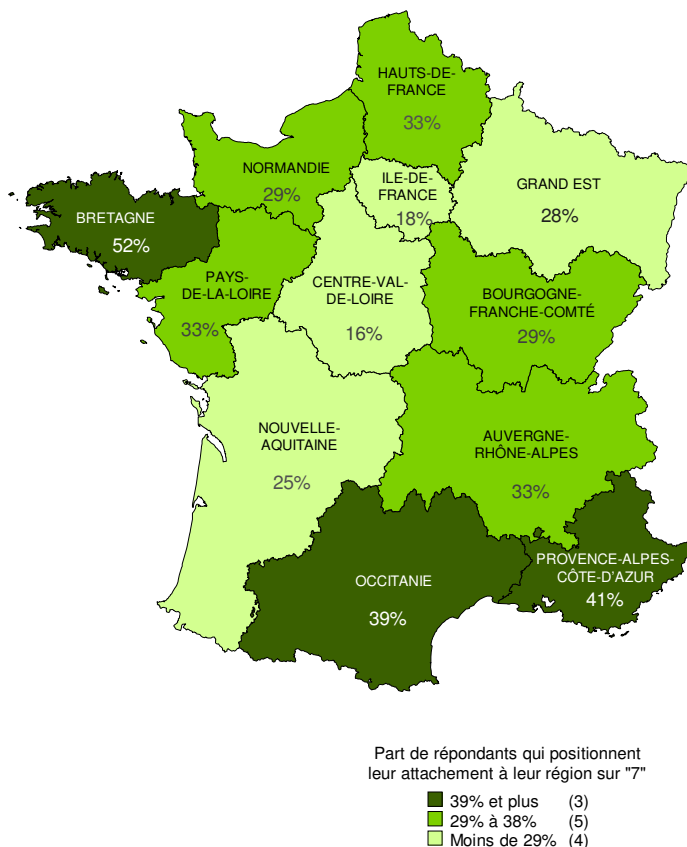 HAUTS-DE-
FRANCE
33%
NORMANDIE
29%
ILE-DE-
FRANCE
18%
GRAND EST
28%
BRETAGNE
52%
PAYS-
DE-LA-LOIRE
33%
CENTRE-VAL-
DE-LOIRE
16%
BOURGOGNE-
FRANCHE-COMTÉ
29%
NOUVELLE-
AQUITAINE
25%
AUVERGNE-
RHÔNE-ALPES
33%
OCCITANIE
39%
PROVENCE-ALPES-
CÔTE-D'AZUR
41%
Part de répondants qui positionnent
leur attachement à leur région sur "7"
39% et plus (3)
29% à 38% (5)
Moins de 29% (4)